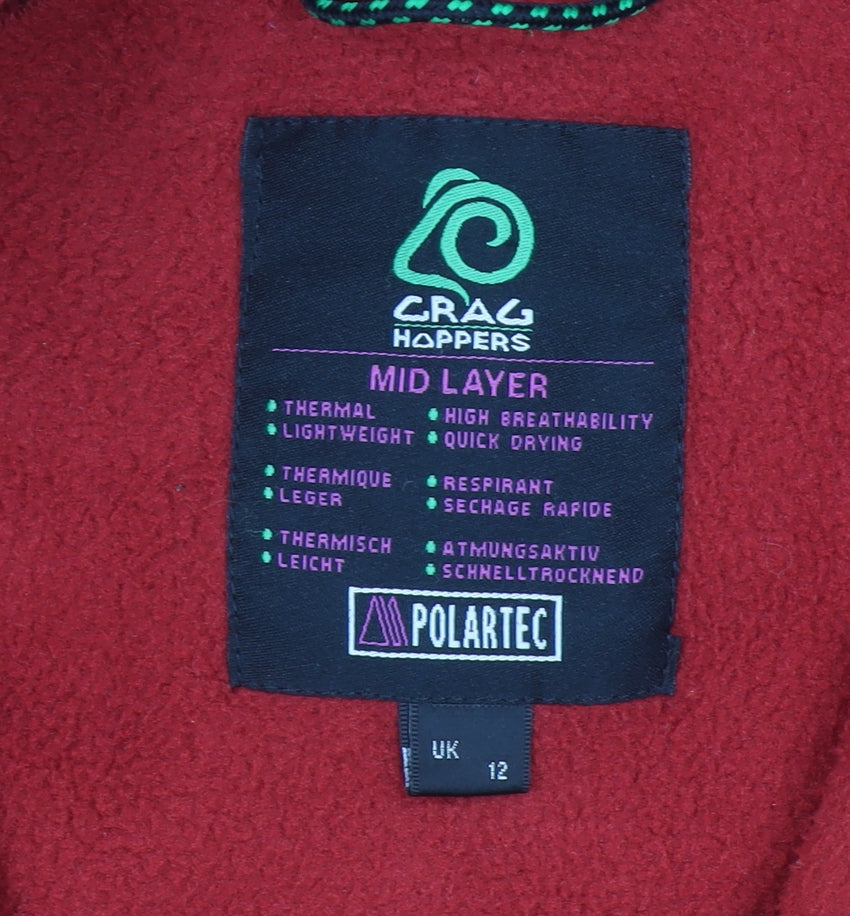 CRAG
HOPPERS
MID LAYER
THERMAL
LIGHTWEIGHT
HIGH BREATHABILITY
QUICK DRYING
THERMIQUE
LEGER
RESPIRANT
SECHAGE RAPIDE
THERMISCH
LEICHT
ATMUNGSAKTIV
SCHNELLTROCKNEND
POLARTEC
UK
12